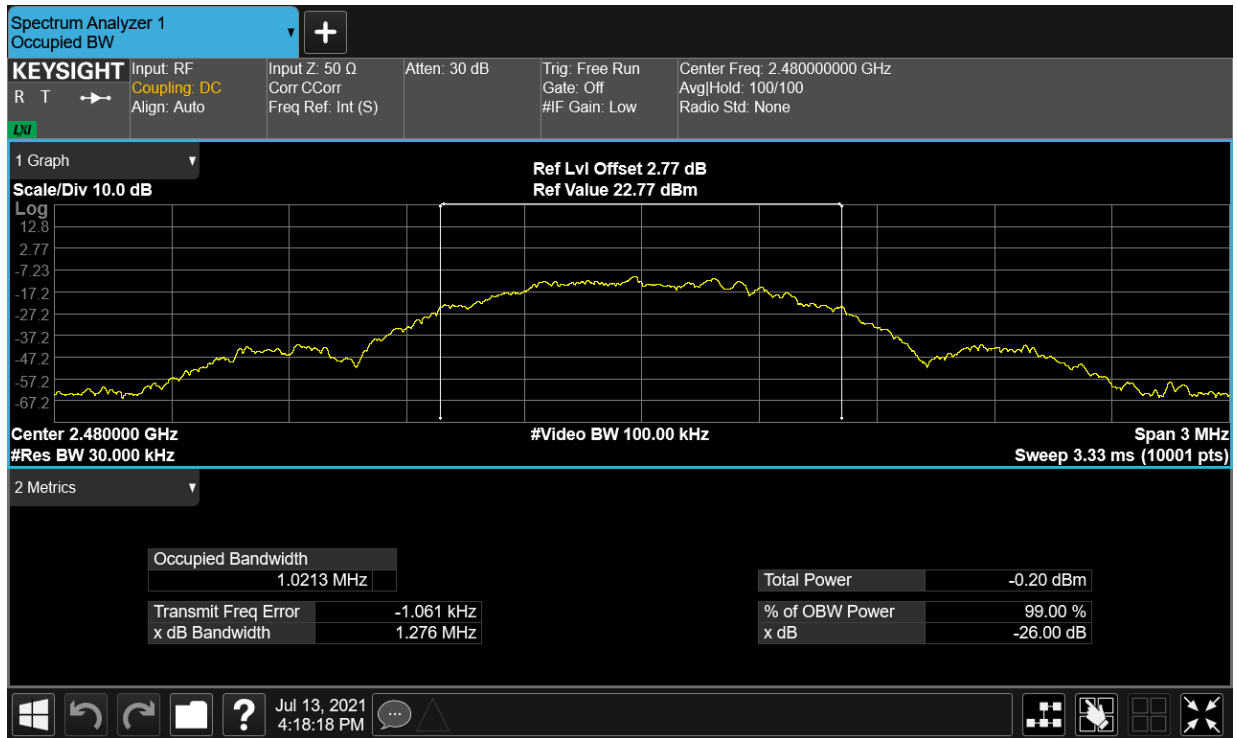 Spectrum Analyzer 1
Occupied BW
+
KEYSIGHT Input: RF Input Z: 50 Ω Atten: 30 dB Trig: Free Run Center Freq: 2.480000000 GHz
R T Coupling: DC Corr CCorr Gate: Off Avg|Hold: 100/100
Align: Auto Freq Ref: Int (S) #IF Gain: Low Radio Std: None
LXI
1 Graph
Ref Lvl Offset 2.77 dB
Scale/Div 10.0 dB Ref Value 22.77 dBm
Log
12.8
2.77
-7.23
-17.2
-27.2
-37.2
-47.2
-57.2
-67.2
Center 2.480000 GHz #Video BW 100.00 kHz Span 3 MHz
#Res BW 30.000 kHz Sweep 3.33 ms (10001 pts)
2 Metrics
Occupied Bandwidth
1.0213 MHz Total Power -0.20 dBm
Transmit Freq Error -1.061 kHz % of OBW Power 99.00 %
x dB Bandwidth 1.276 MHz x dB -26.00 dB
? Jul 13, 2021
4:18:18 PM